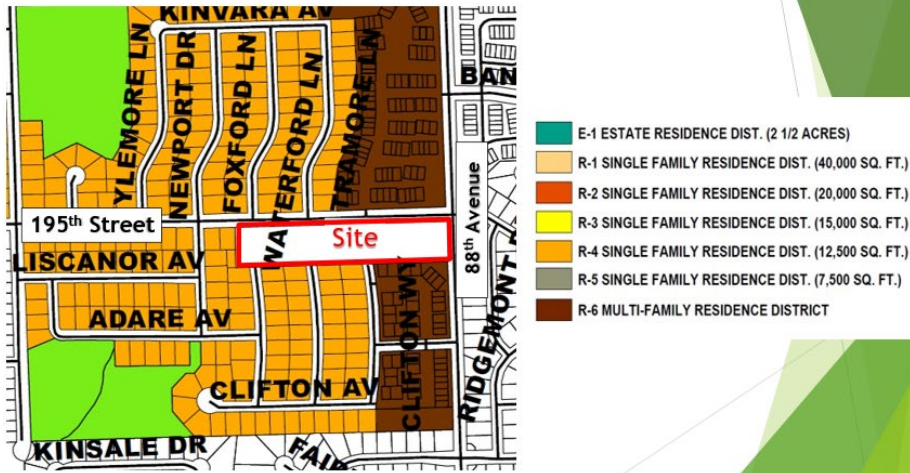 KINVARA AV
YLEMORE LN
NEWPORT DR
FOXFORD LN
WATERFORD LN
TRAMORE LN
BAN
195th Street
Site
88th Avenue
LISCANOR AV
ADARE AV
CLIFTON AV
CLIFTON WY
RIDGEMONT
KINSALE DR
FAIR
E-1 ESTATE RESIDENCE DIST. (2 1/2 ACRES)
R-1 SINGLE FAMILY RESIDENCE DIST. (40,000 SQ. FT.)
R-2 SINGLE FAMILY RESIDENCE DIST. (20,000 SQ. FT.)
R-3 SINGLE FAMILY RESIDENCE DIST. (15,000 SQ. FT.)
R-4 SINGLE FAMILY RESIDENCE DIST. (12,500 SQ. FT.)
R-5 SINGLE FAMILY RESIDENCE DIST. (7,500 SQ. FT.)
R-6 MULTI-FAMILY RESIDENCE DISTRICT